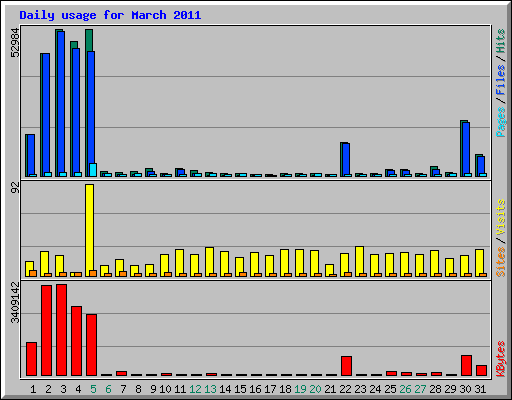 Daily usage for March 2011
52984
Pages/Files/Hits
92
Sites/Visits
3409142
KBytes
1 2 3 4 5 6 7 8 9 10 11 12 13 14 15 16 17 18 19 20 21 22 23 24 25 26 27 28 29 30 31